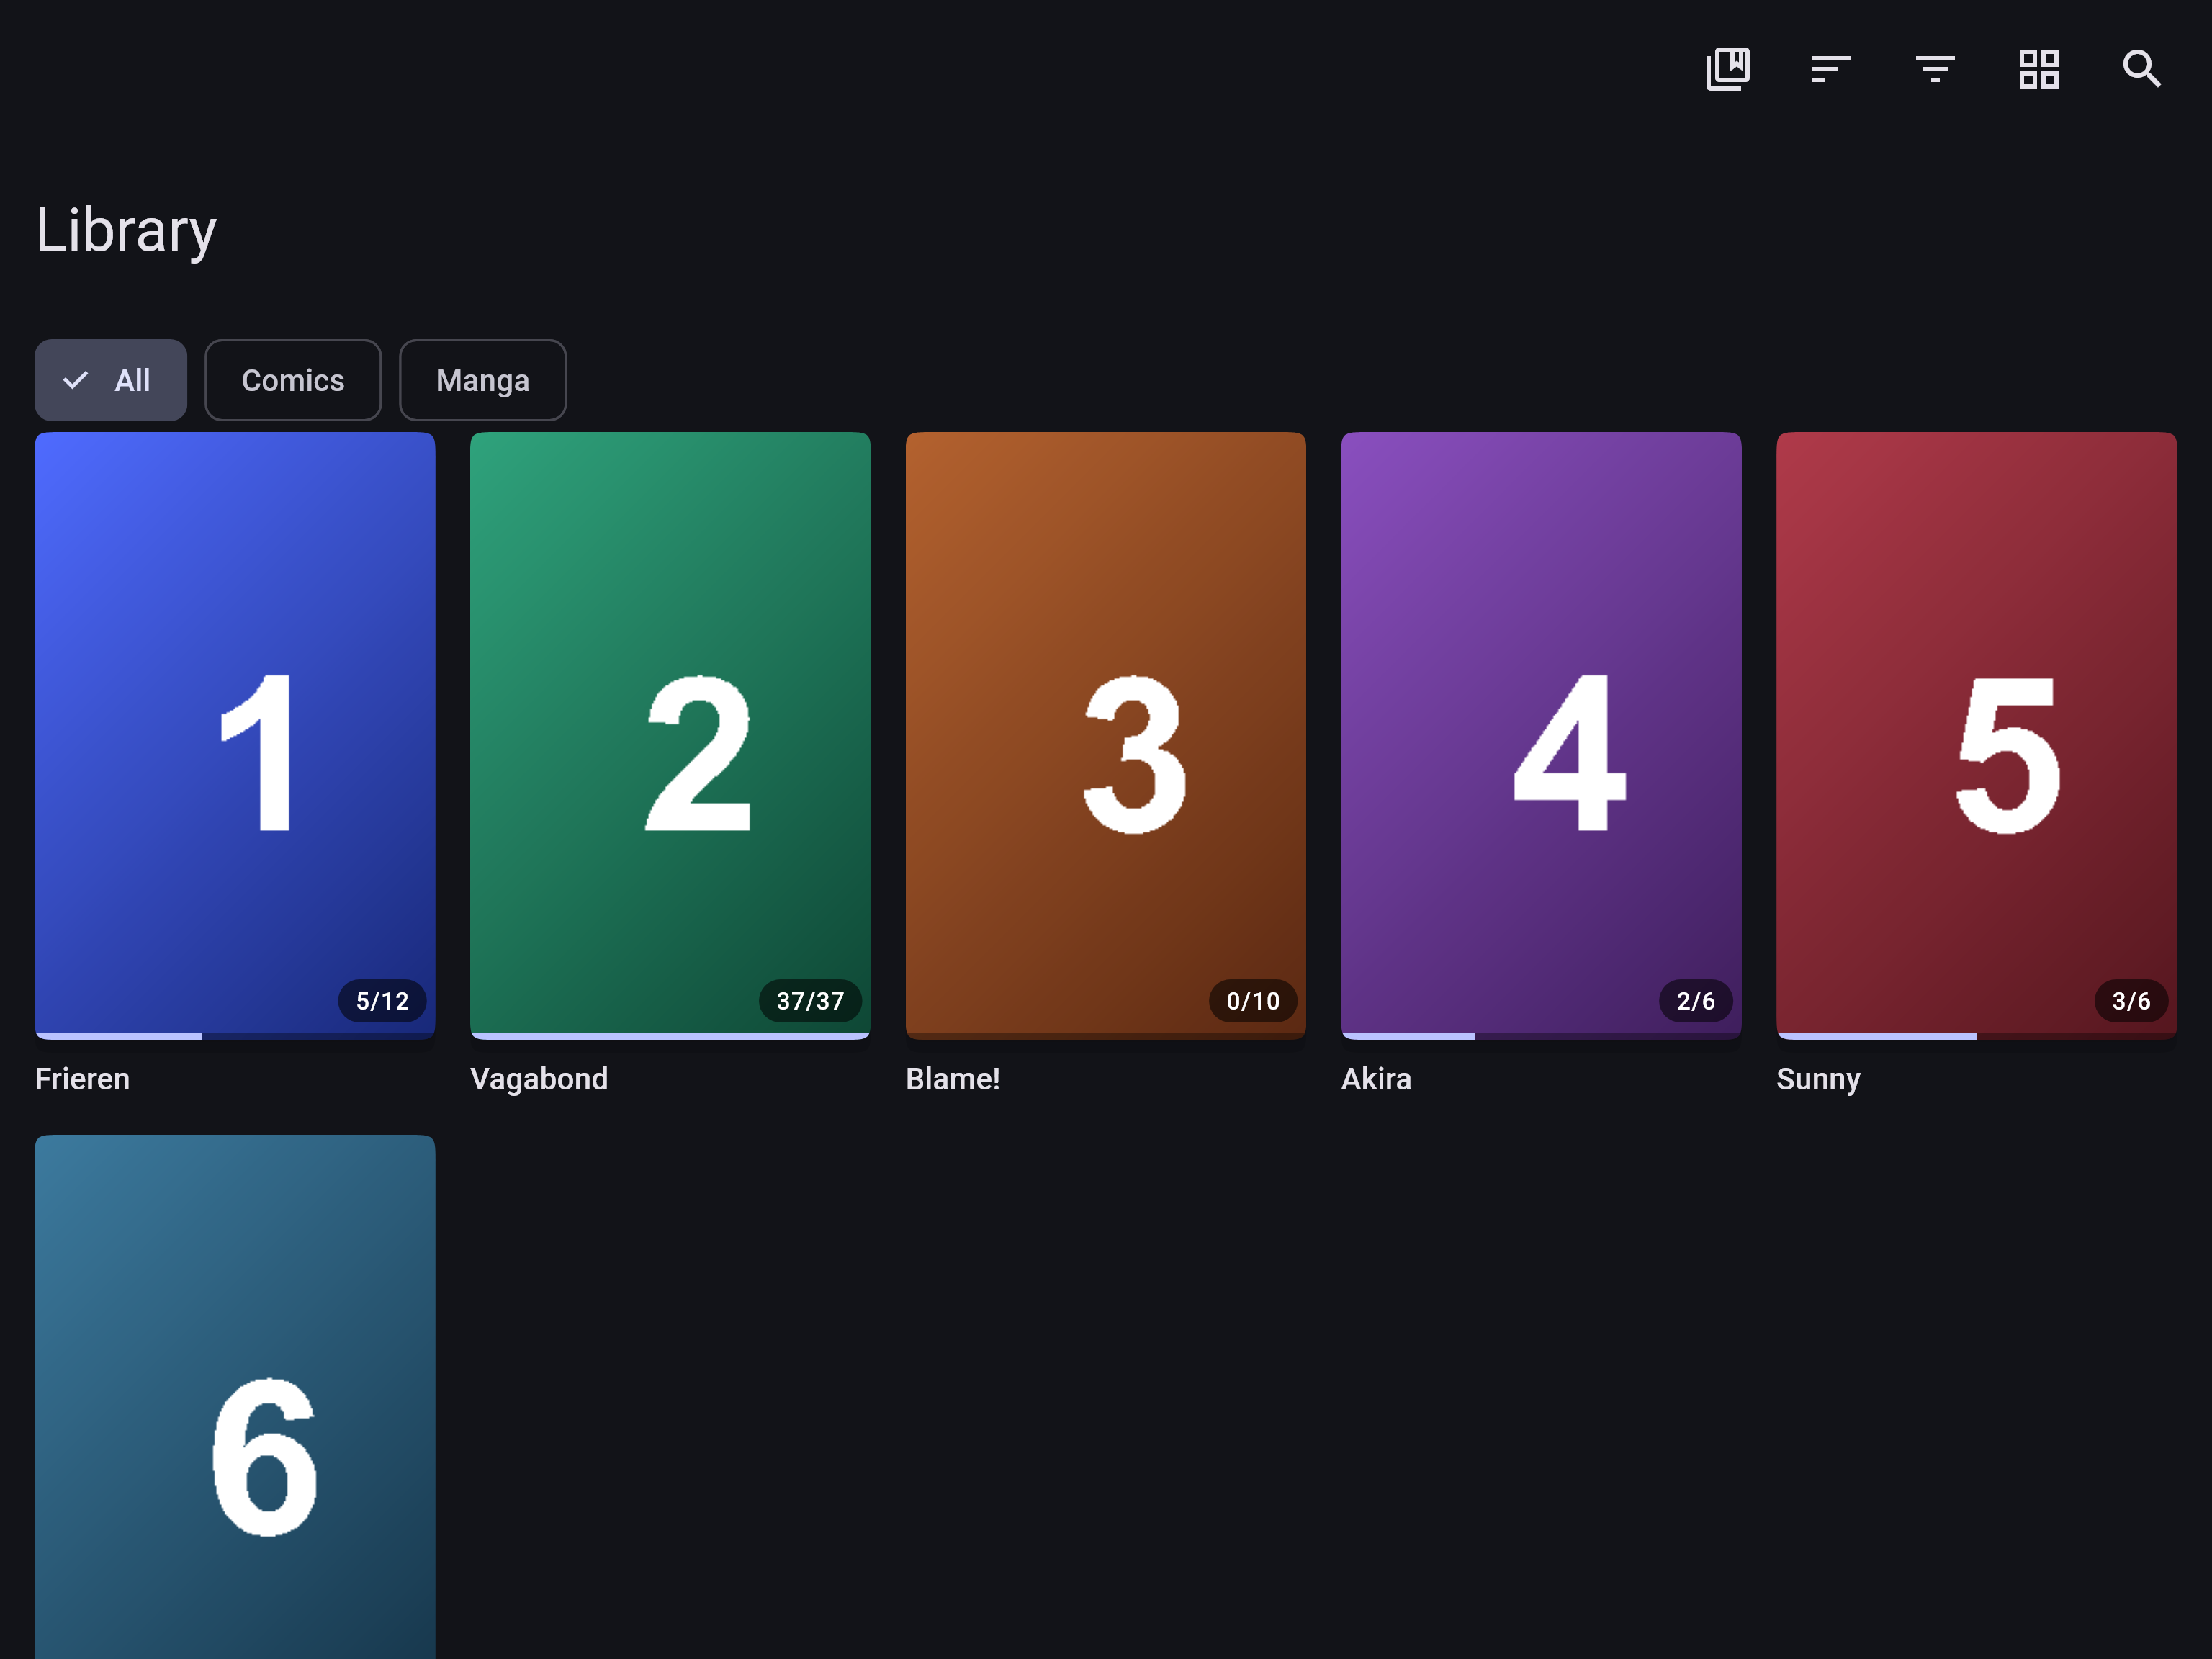 Library
All
Comics
Manga
1
2
3
4
5
5/12
37/37
0/10
2/6
3/6
Frieren
Vagabond
Blame!
Akira
Sunny
6